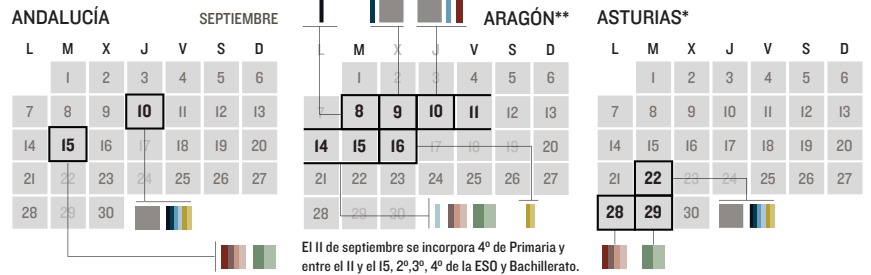 ANDALUCÍA SEPTIEMBRE
L M X J V S D
1 2 3 4 5 6
7 8 9 10 11 12 13
14 15 16 17 18 19 20
21 22 23 24 25 26 27
28 29 30
ARAGÓN**
L M X J V S D
1 2 3 4 5 6
7 8 9 10 11 12 13
14 15 16 17 18 19 20
21 22 23 24 25 26 27
28 29 30
El 11 de septiembre se incorpora 4º de Primaria y
entre el 11 y el 15, 2º,3º, 4º de la ESO y Bachillerato.
ASTURIAS*
L M X J V S D
1 2 3 4 5 6
7 8 9 10 11 12 13
14 15 16 17 18 19 20
21 22 23 24 25 26 27
28 29 30